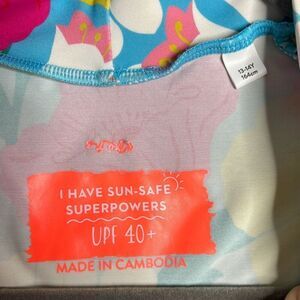 13-14Y
164cm
I HAVE SUN-SAFE
SUPERPOWERS
UPF 40+
MADE IN CAMBODIA